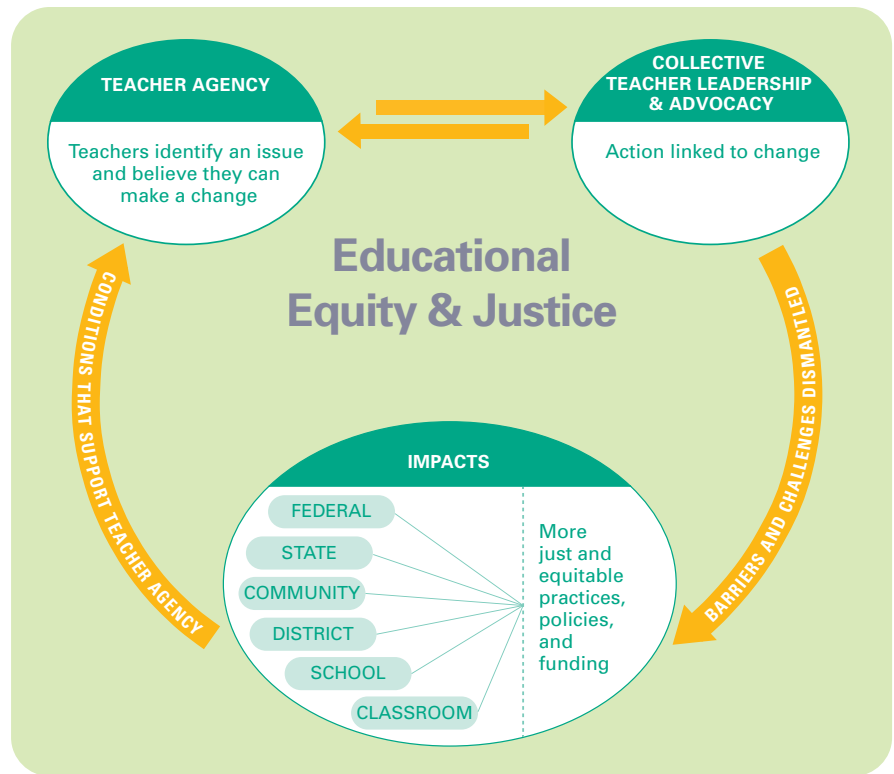 TEACHER AGENCY
Teachers identify an issue
and believe they can
make a change
COLLECTIVE
TEACHER LEADERSHIP
& ADVOCACY
Action linked to change
Educational
Equity & Justice
BARRIERS AND CHALLENGES DISMANTLED
IMPACTS
FEDERAL
STATE
COMMUNITY
DISTRICT
SCHOOL
CLASSROOM
More
just and
equitable
practices,
policies,
and
funding
CONDITIONS THAT SUPPORT TEACHER AGENCY